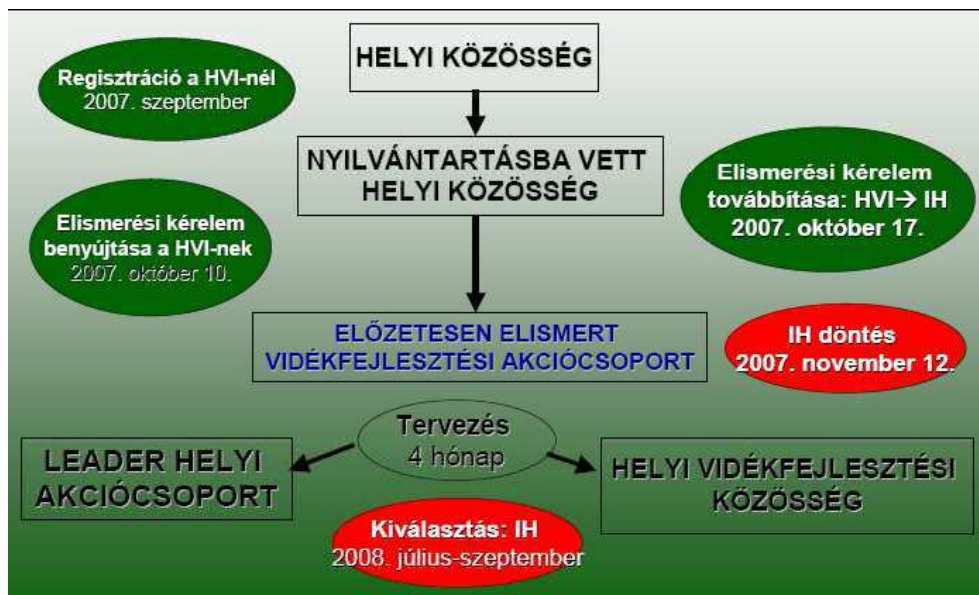 HELYI KÖZÖSSÉG
Regisztráció a HVI-nél
2007. szeptember
NYILVÁNTARTÁSBA VETT
HELYI KÖZÖSSÉG
Elismerési kérelem
továbbítása: HVI→ IH
2007. október 17.
Elismerési kérelem
benyújtása a HVI-nek
2007. október 10.
ELŐZETESEN ELISMERT
VIDÉKFEJLESZTÉSI AKCIÓCSOPORT
IH döntés
2007. november 12.
Tervezés
4 hónap
LEADER HELYI
AKCIÓCSOPORT
HELYI VIDÉKFEJLESZTÉSI
KÖZÖSSÉG
Kiválasztás: IH
2008. július-szeptember